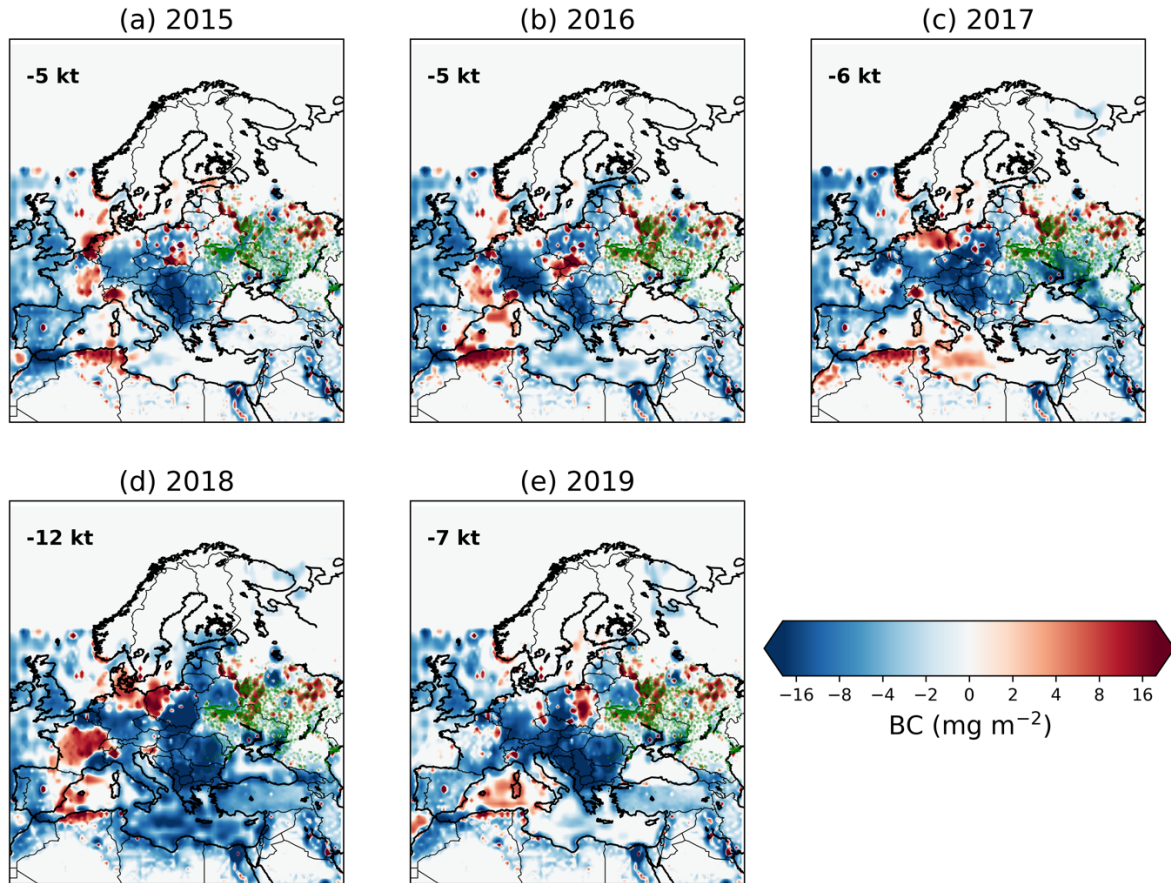 (a) 2015
(b) 2016
(c) 2017
-5 kt
-5 kt
-6 kt
(d) 2018
(e) 2019
-12 kt
-7 kt
−16 −8 −4 −2 0 2 4 8 16
BC (mg m⁻²)